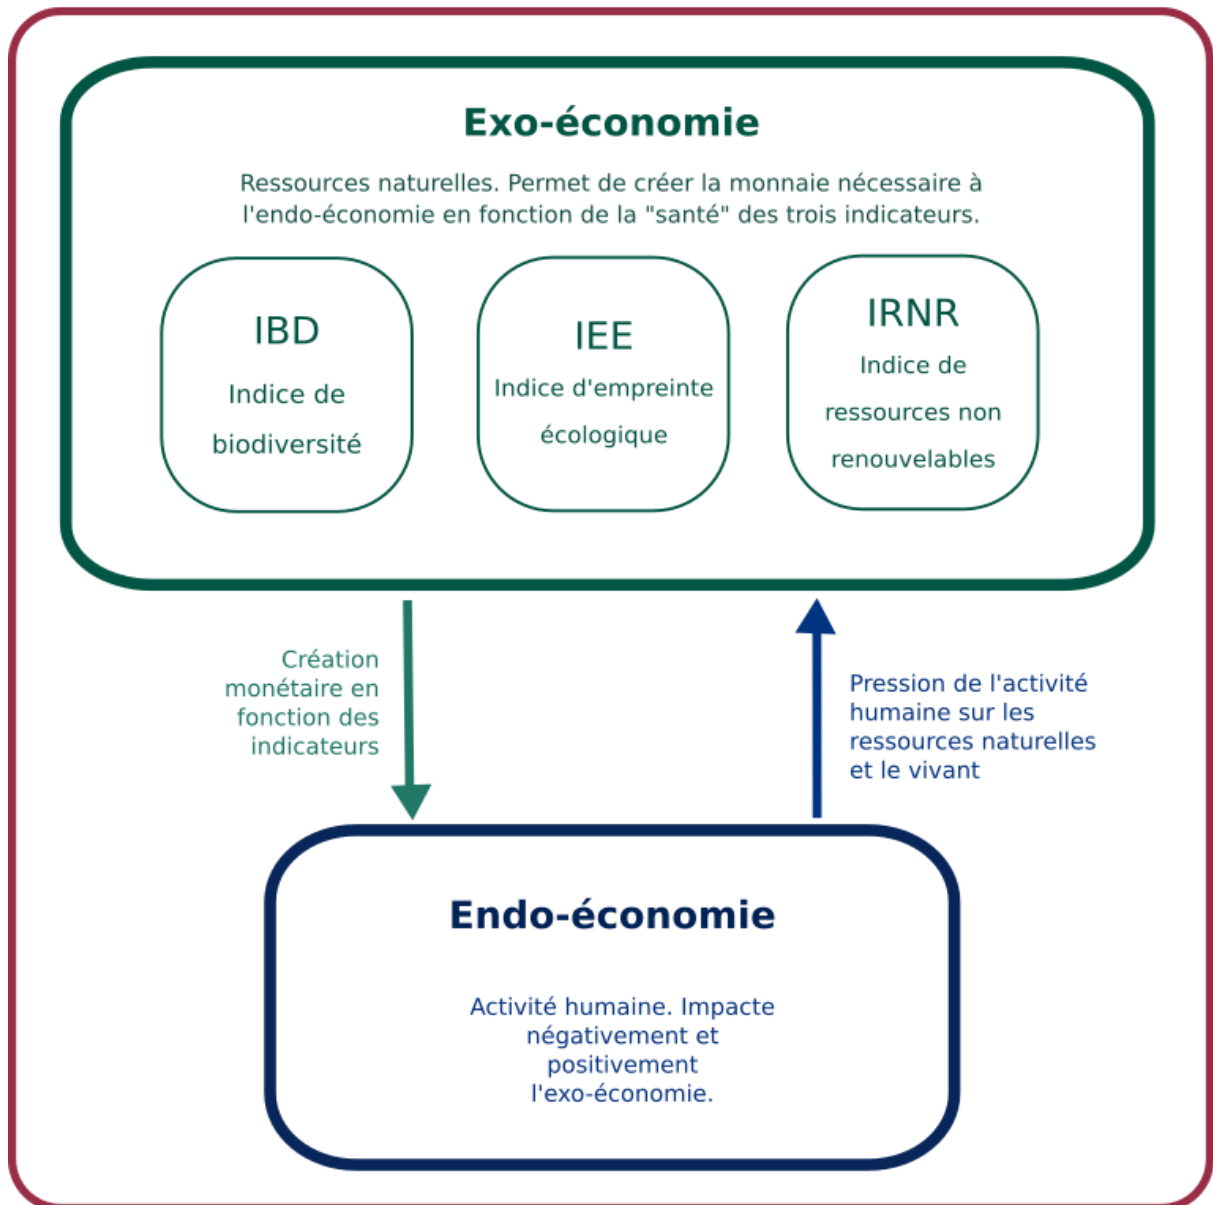 Exo-économie
Ressources naturelles. Permet de créer la monnaie nécessaire à
l'endo-économie en fonction de la "santé" des trois indicateurs.
IBD
Indice de
biodiversité
IEE
Indice d'empreinte
écologique
IRNR
Indice de
ressources non
renouvelables
Création
monétaire en
fonction des
indicateurs
Pression de l'activité
humaine sur les
ressources naturelles
et le vivant
Endo-économie
Activité humaine. Impacte
négativement et
positivement
l'exo-économie.